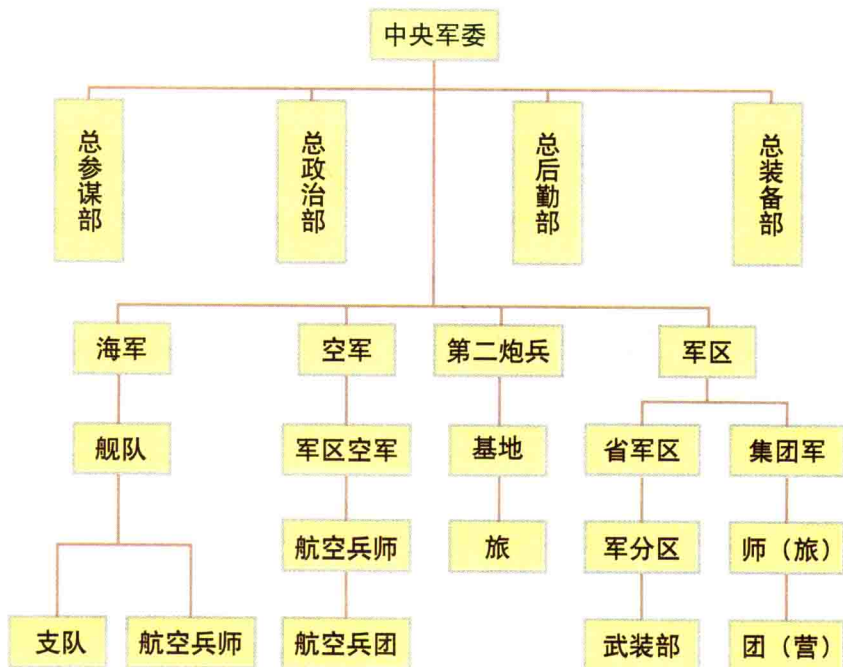 中央军委
总参谋部
总政治部
总后勤部
总装备部
海军
空军
第二炮兵
军区
舰队
军区空军
基地
省军区
集团军
航空兵师
旅
军分区
师（旅）
支队
航空兵师
航空兵团
武装部
团（营）